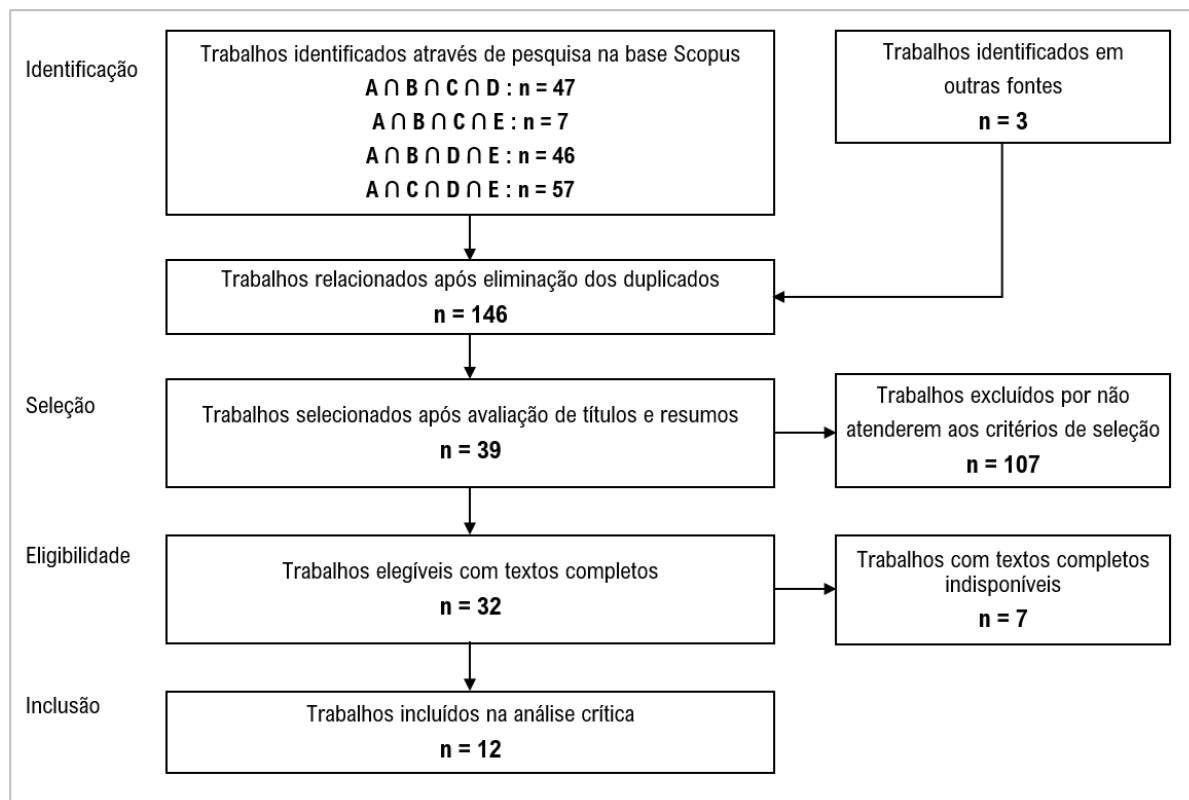 Identificação
Trabalhos identificados através de pesquisa na base Scopus
A ∩ B ∩ C ∩ D : n = 47
A ∩ B ∩ C ∩ E : n = 7
A ∩ B ∩ D ∩ E : n = 46
A ∩ C ∩ D ∩ E : n = 57
Trabalhos identificados em
outras fontes
n = 3
Trabalhos relacionados após eliminação dos duplicados
n = 146
Seleção
Trabalhos selecionados após avaliação de títulos e resumos
n = 39
Trabalhos excluídos por não
atenderem aos critérios de seleção
n = 107
Eligibilidade
Trabalhos elegíveis com textos completos
n = 32
Trabalhos com textos completos
indisponíveis
n = 7
Inclusão
Trabalhos incluídos na análise crítica
n = 12